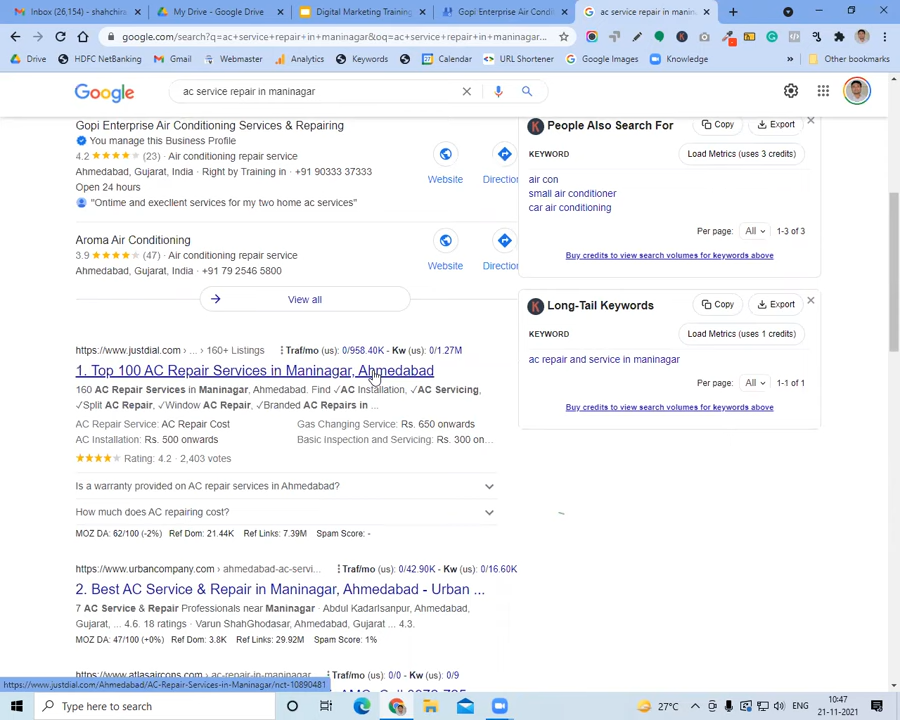 Inbox (26,154) - shahchira
My Drive - Google Drive
Digital Marketing Training
Gopi Enterprise Air Conditi
ac service repair in manina
google.com/search?q=ac+service+repair+in+maninagar&oq=ac+service+repair+in+maninagar...
Drive
HDFC NetBanking
Gmail
Webmaster
Analytics
Keywords
Calendar
URL Shortener
Google Images
Knowledge
»
Other bookmarks
Google
ac service repair in maninagar
Gopi Enterprise Air Conditioning Services & Repairing
You manage this Business Profile
4.2 (23) · Air conditioning repair service
Ahmedabad, Gujarat, India · Right by Training in · +91 90333 37333
Open 24 hours
"Ontime and execllent services for my two home ac services"
Website
Direction
Aroma Air Conditioning
3.9 (47) · Air conditioning repair service
Ahmedabad, Gujarat, India · +91 79 2546 5800
Website
Direction
View all
https://www.justdial.com › ... › 160+ Listings
Traf/mo (us): 0/958.40K - Kw (us): 0/1.27M
1. Top 100 AC Repair Services in Maninagar, Ahmedabad
160 AC Repair Services in Maninagar, Ahmedabad. Find ✓AC Installation, ✓AC Servicing,
✓Split AC Repair, ✓Window AC Repair, ✓Branded AC Repairs in ...
AC Repair Service: AC Repair Cost
Gas Changing Service: Rs. 650 onwards
AC Installation: Rs. 500 onwards
Basic Inspection and Servicing: Rs. 300 on...
Rating: 4.2 · 2,403 votes
Is a warranty provided on AC repair services in Ahmedabad?
How much does AC repairing cost?
MOZ DA: 62/100 (-2%) Ref Dom: 21.44K Ref Links: 7.39M Spam Score: -
https://www.urbancompany.com › ahmedabad-ac-servi...
Traf/mo (us): 0/42.90K - Kw (us): 0/16.60K
2. Best AC Service & Repair in Maninagar, Ahmedabad - Urban ...
7 AC Service & Repair Professionals near Maninagar · Abdul Kadarlsanpur, Ahmedabad,
Gujarat, ... 4.6. 18 ratings · Varun ShahGhodasar, Ahmedabad, Gujarat ... 4.3.
MOZ DA: 47/100 (+0%) Ref Dom: 3.8K Ref Links: 29.92M Spam Score: 1%
https://www.atlasaircons.com › ac-repair-in-maninagar
Traf/mo (us): 0/0 - Kw (us): 0/9
https://www.justdial.com/Ahmedabad/AC-Repair-Services-in-Maninagar/nct-10890481
People Also Search For
Copy
Export
KEYWORD
Load Metrics (uses 3 credits)
air con
small air conditioner
car air conditioning
Per page: All 1-3 of 3
Buy credits to view search volumes for keywords above
Long-Tail Keywords
Copy
Export
KEYWORD
Load Metrics (uses 1 credits)
ac repair and service in maninagar
Per page: All 1-1 of 1
Buy credits to view search volumes for keywords above
Type here to search
27°C
ENG
10:47
21-11-2021